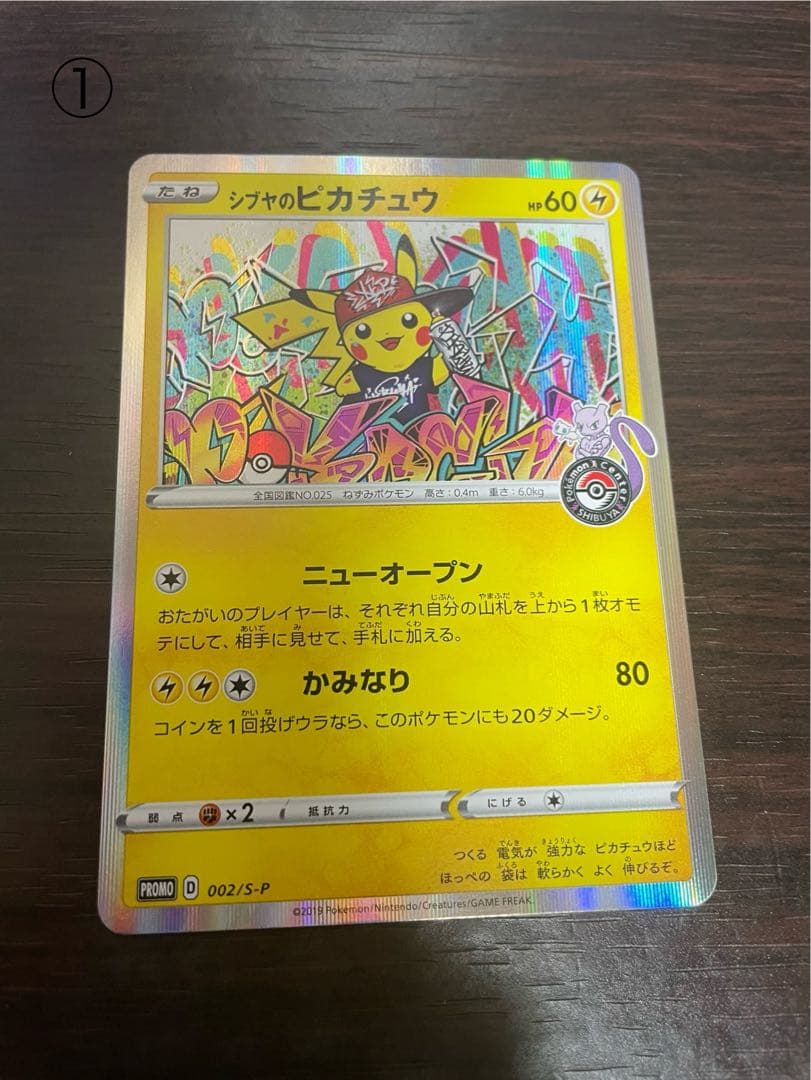 ①
たね シブヤのピカチュウ HP60
全国図鑑NO.025 ねずみポケモン 高さ:0.4m 重さ:6.0kg
Pokémon Center
SHIBUYA
ニューオープン
おたがいのプレイヤーは、それぞれ自分の山札を上から1枚オモ
テにして、相手に見せて、手札に加える。
かみなり 80
コインを1回投げウラなら、このポケモンにも20ダメージ。
弱点 ×2 抵抗力 にげる
つくる 電気が 強力な ピカチュウほど
ほっぺの 袋は 軟らかく よく 伸びるぞ。
PROMO D 002/S-P
©2019 Pokémon/Nintendo/Creatures/GAME FREAK.